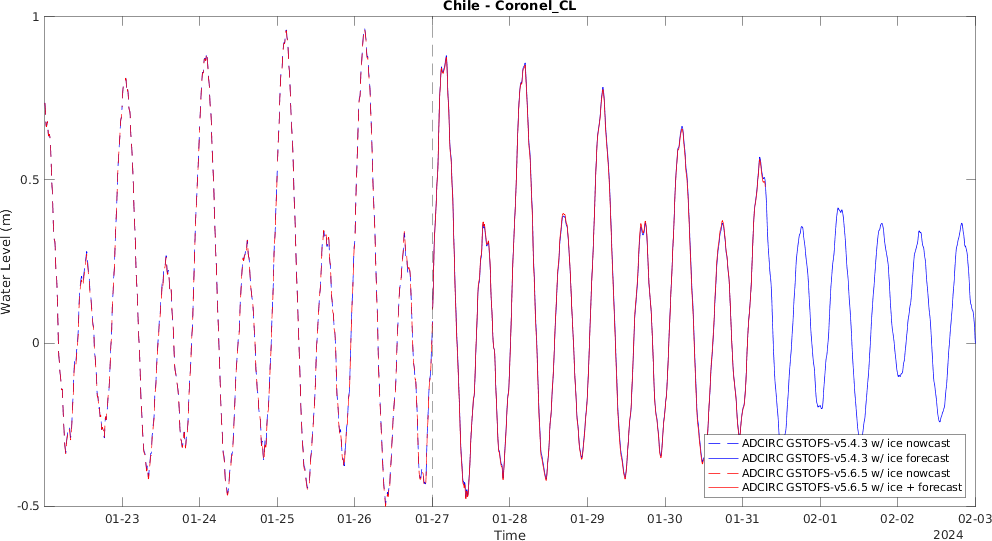 Chile - Coronel_CL
1
0.5
0
-0.5
Water Level (m)
01-23
01-24
01-25
01-26
01-27
01-28
01-29
01-30
01-31
02-01
02-02
02-03
Time
2024
ADCIRC GSTOFS-v5.4.3 w/ ice nowcast
ADCIRC GSTOFS-v5.4.3 w/ ice forecast
ADCIRC GSTOFS-v5.6.5 w/ ice nowcast
ADCIRC GSTOFS-v5.6.5 w/ ice + forecast